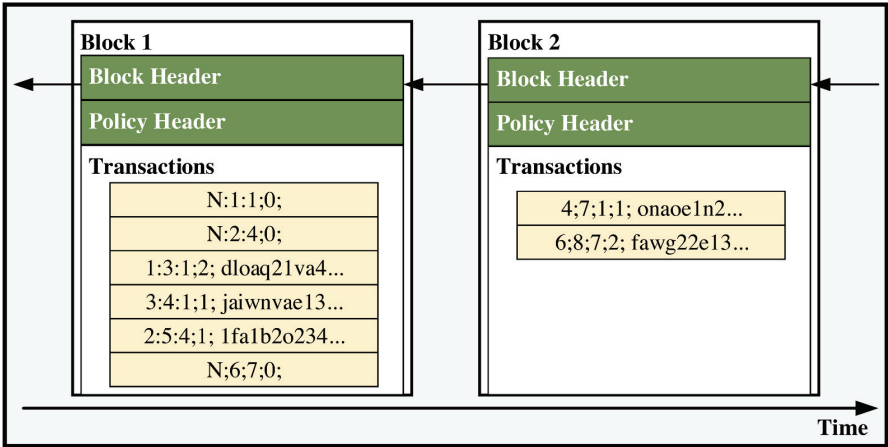 Block 1
Block Header
Policy Header
Transactions
N:1:1;0;
N:2:4;0;
1:3:1;2; dloaq21va4...
3:4:1;1; jaiwnvae13...
2:5:4;1; 1fa1b2o234...
N;6;7;0;
Block 2
Block Header
Policy Header
Transactions
4;7;1;1; onaoe1n2...
6;8;7;2; fawg22e13...
Time